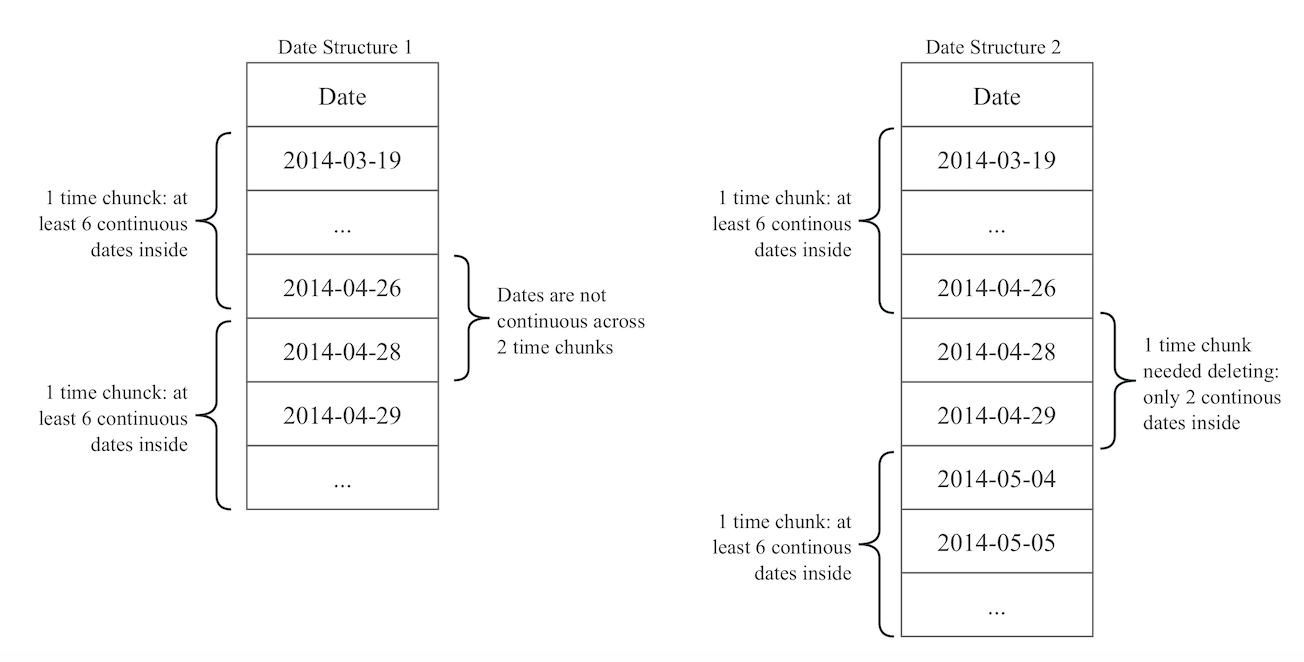 Date Structure 1
Date
2014-03-19
...
2014-04-26
2014-04-28
2014-04-29
...
1 time chunck: at
least 6 continuous
dates inside
1 time chunck: at
least 6 continuous
dates inside
Dates are not
continuous across
2 time chunks
Date Structure 2
Date
2014-03-19
...
2014-04-26
2014-04-28
2014-04-29
2014-05-04
2014-05-05
...
1 time chunk: at
least 6 continous
dates inside
1 time chunk
needed deleting:
only 2 continous
dates inside
1 time chunk: at
least 6 continous
dates inside